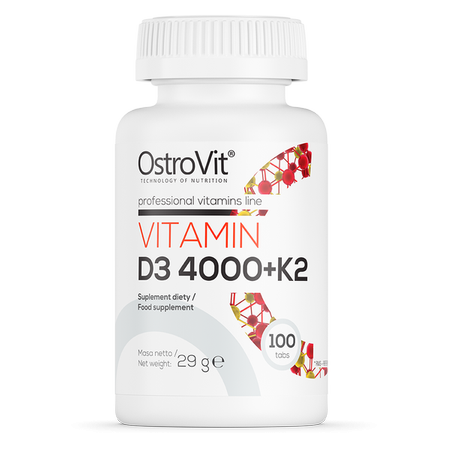 OstroVit®
TECHNOLOGY OF NUTRITION
professional vitamins line
VITAMIN
D3 4000+K2
Suplement diety /
Food supplement
100
tabs
Masa netto /
Net weight: 29 g ℮